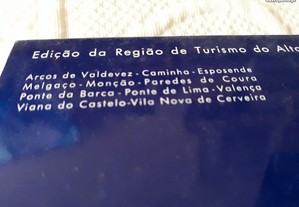 Edição da Região de Turismo do Alto
Arcos de Valdevez - Caminha - Esposende
Melgaço - Monção - Paredes de Coura
Ponte da Barca - Ponte de Lima - Valença
Viana do Castelo - Vila Nova de Cerveira